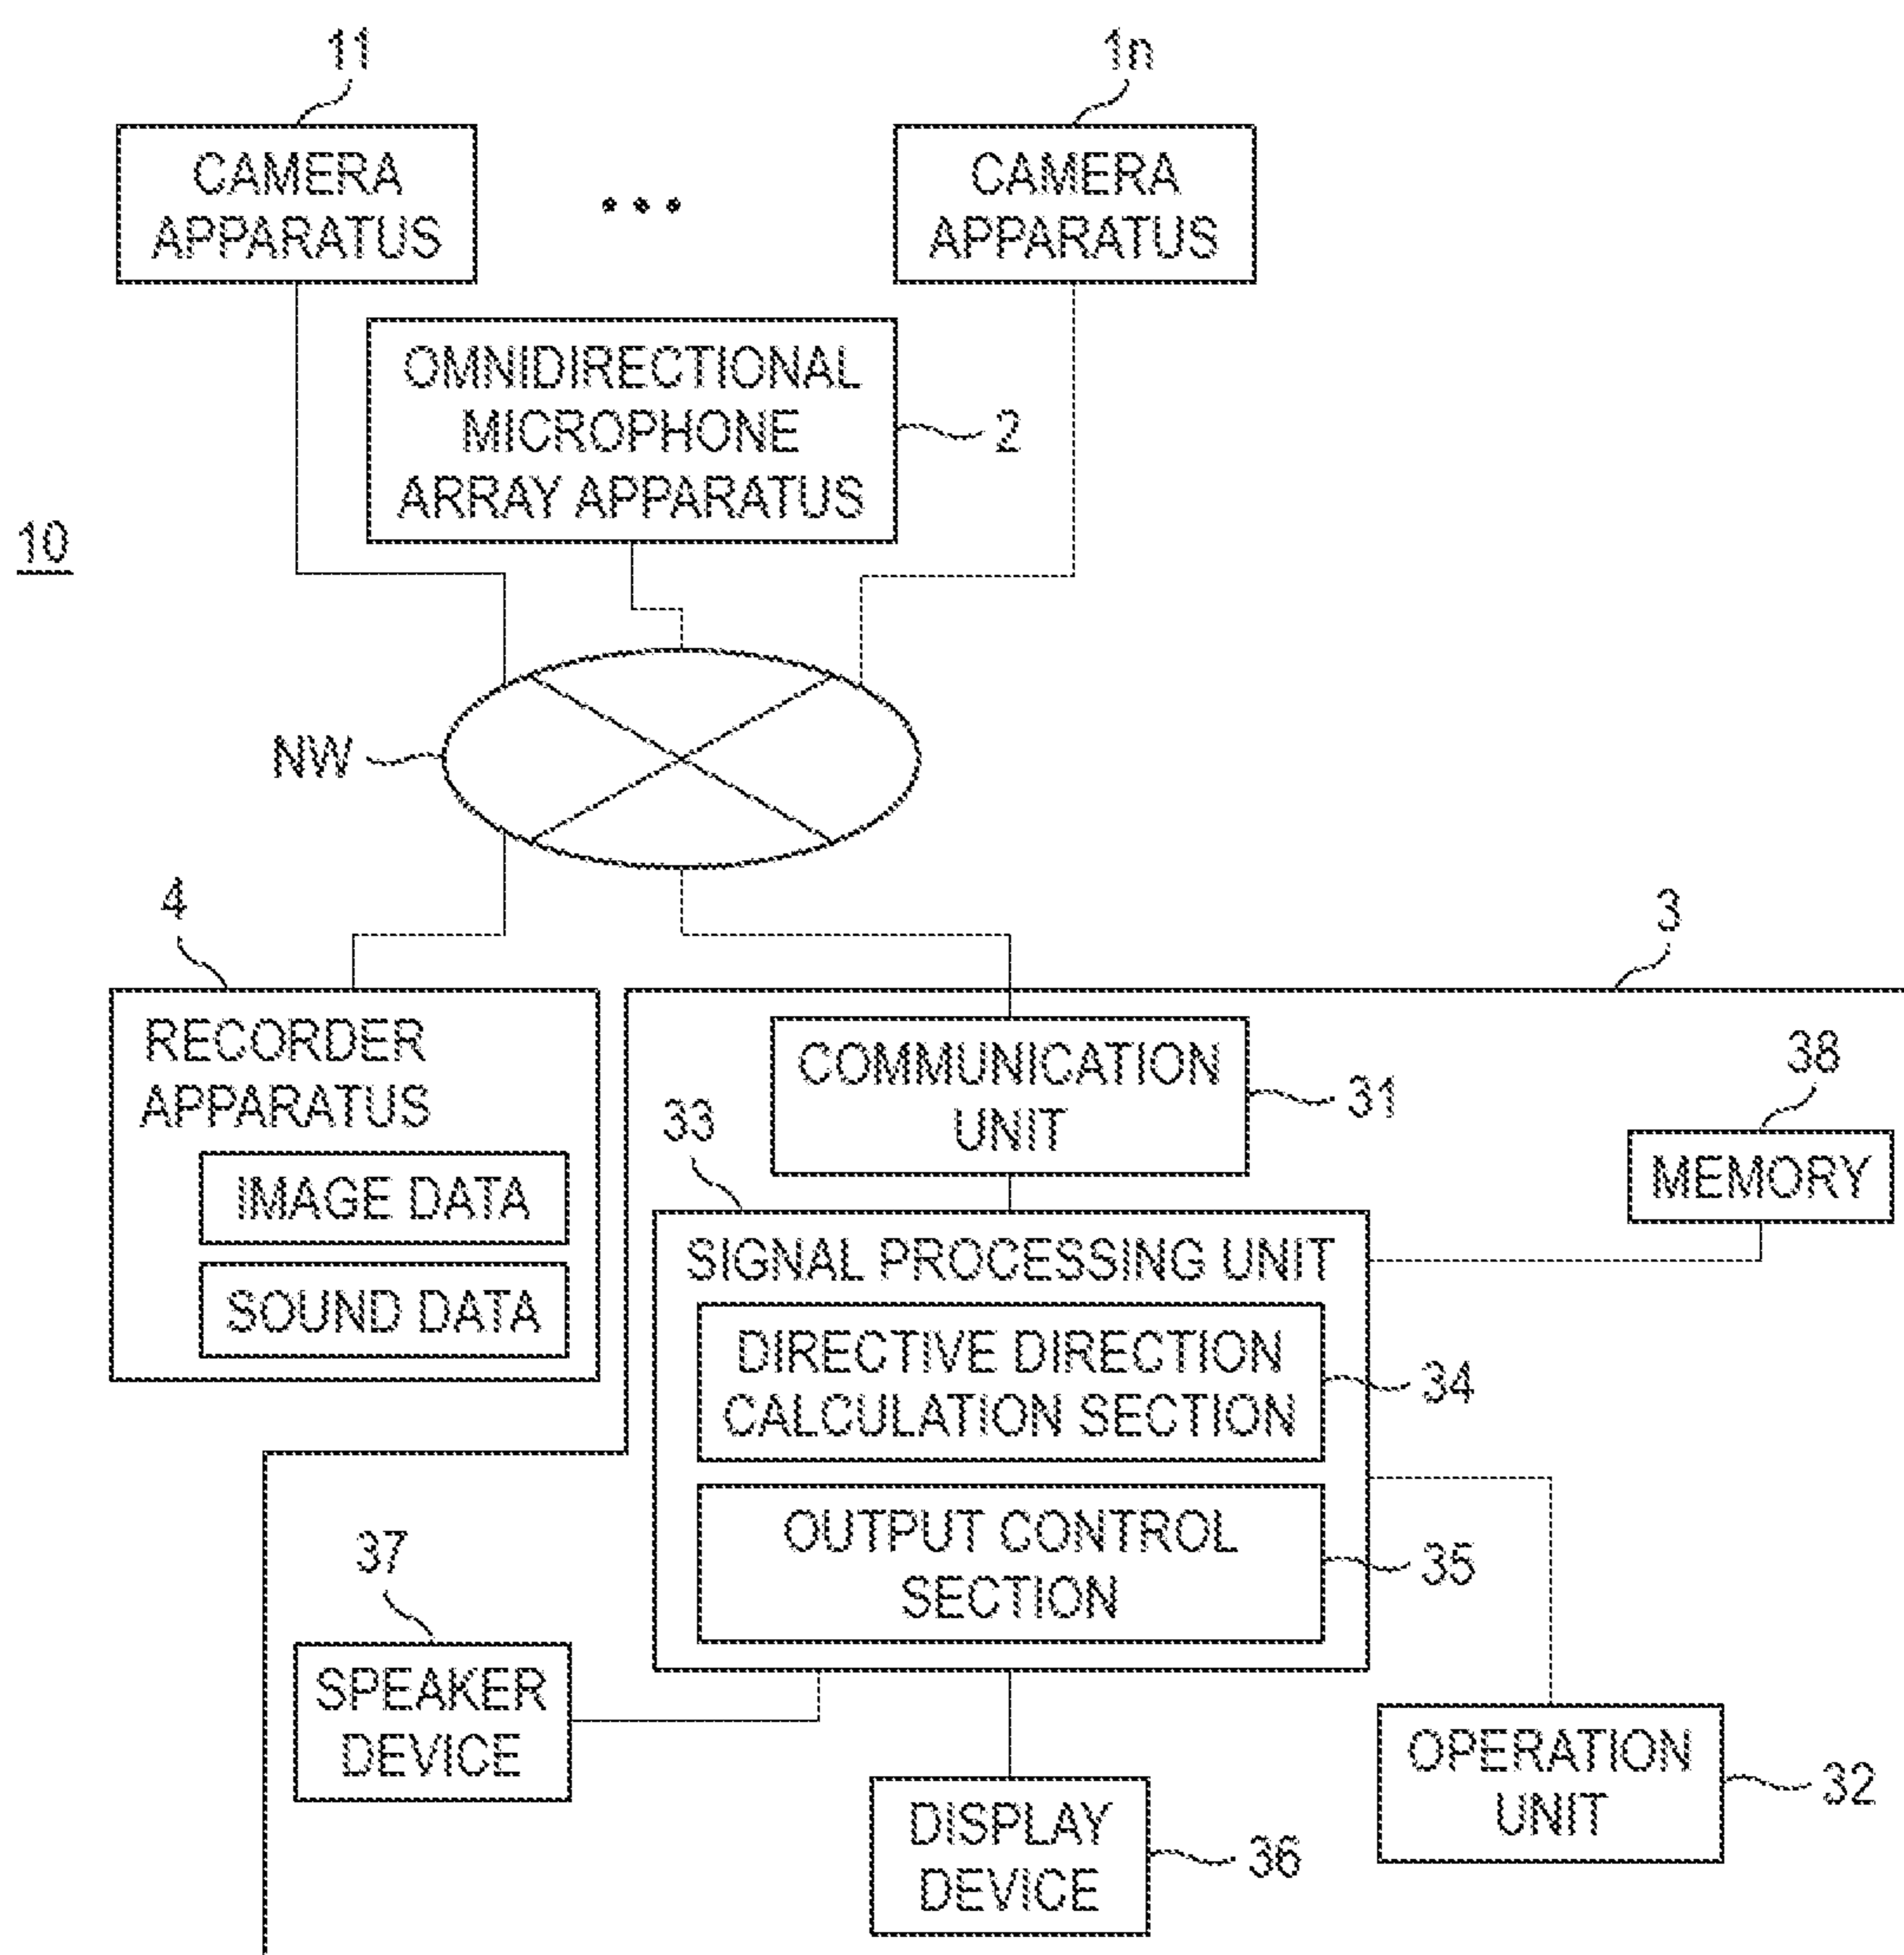 11
1n
CAMERA
APPARATUS
CAMERA
APPARATUS
OMNIDIRECTIONAL
MICROPHONE
ARRAY APPARATUS
2
10
NW
4
3
RECORDER
APPARATUS
IMAGE DATA
SOUND DATA
COMMUNICATION
UNIT
31
38
MEMORY
33
SIGNAL PROCESSING UNIT
DIRECTIVE DIRECTION
CALCULATION SECTION
34
OUTPUT CONTROL
SECTION
35
37
SPEAKER
DEVICE
OPERATION
UNIT
32
DISPLAY
DEVICE
36